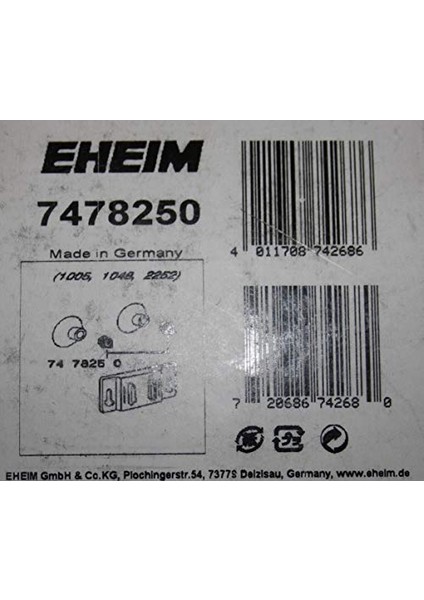 EHEIM
7478250
Made in Germany
(1005, 1048, 2252)
74 7825 0
4 011708 742686
7 20686 74268 0
EHEIM GmbH & Co.KG, Plochingerstr.54, 73779 Deizisau, Germany, www.eheim.de